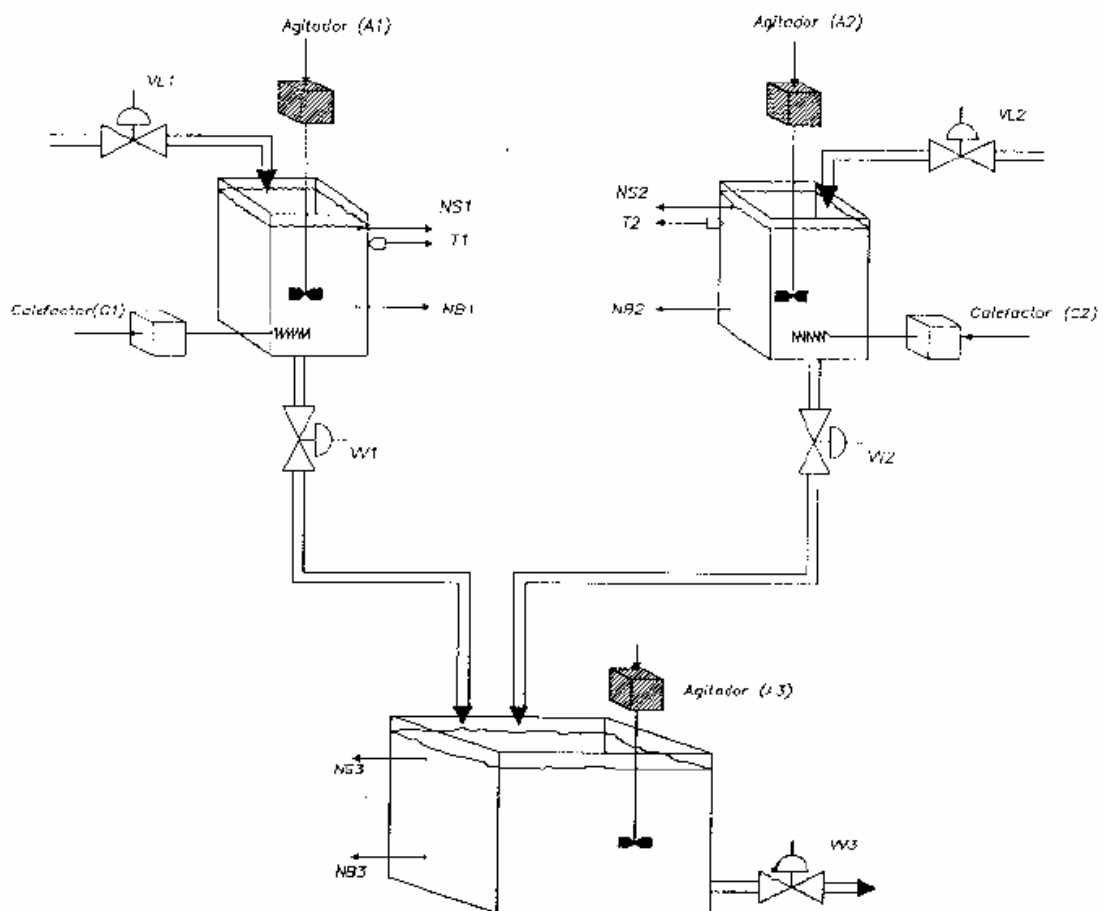 Agitador (A1)
Agitador (A2)
VL1
VL2
NS1
T1
NB1
NS2
T2
NB2
Calefactor(C1)
Calefactor (C2)
VV1
VV2
Agitador (A3)
NS3
NB3
VV3